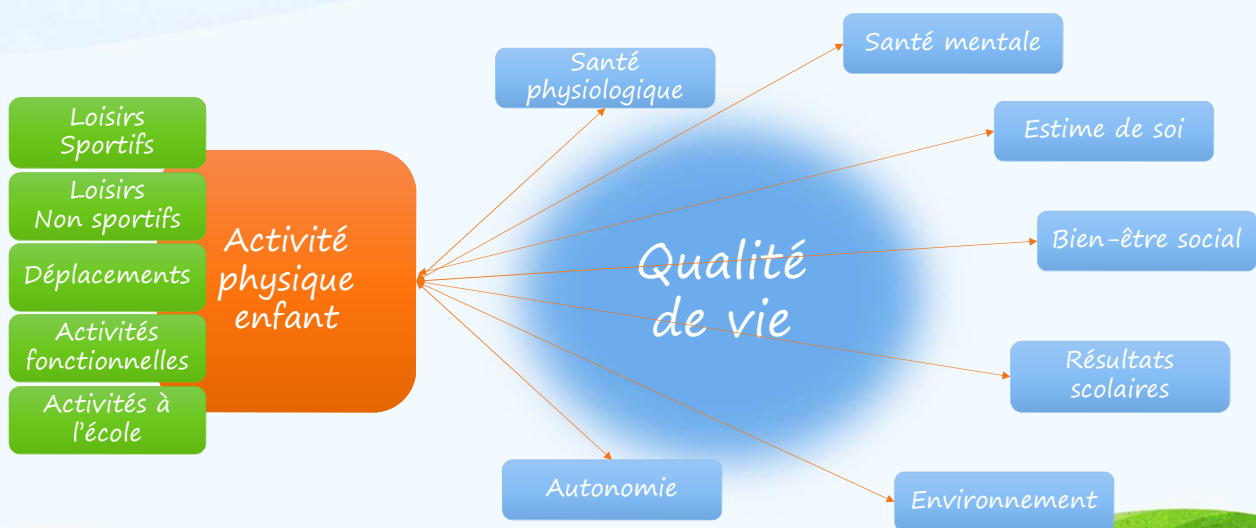 Loisirs
Sportifs
Loisirs
Non sportifs
Déplacements
Activités
fonctionnelles
Activités à
l'école
Activité
physique
enfant
Qualité
de vie
Santé
physiologique
Santé mentale
Estime de soi
Bien-être social
Résultats
scolaires
Environnement
Autonomie